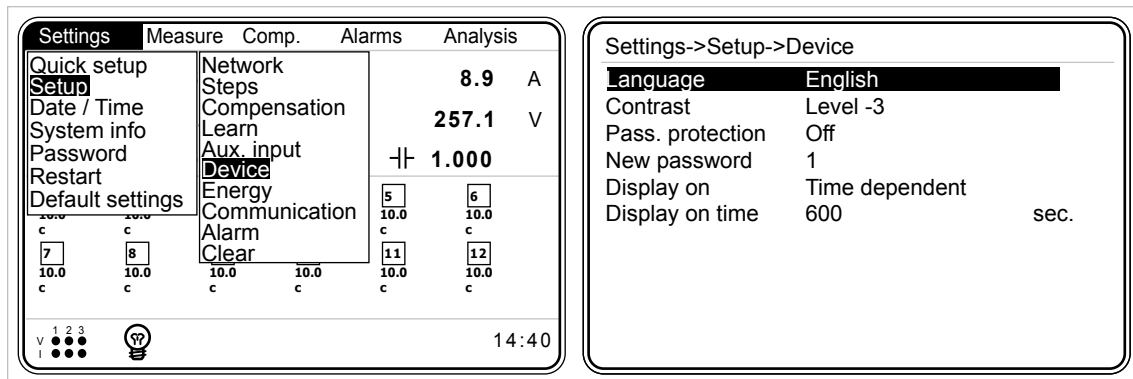 Settings Measure Comp. Alarms Analysis
Quick setup
Setup
Date / Time
System info
Password
Restart
Default settings
Network
Steps
Compensation
Learn
Aux. input
Device
Energy
Communication
Alarm
Clear
8.9 A
257.1 V
1.000
5 6
10.0 10.0 10.0 10.0
c c c c
7 8 11 12
10.0 10.0 10.0 10.0 10.0 10.0
c c c c c c
1 2 3
V
I
14:40
Settings->Setup->Device
Language English
Contrast Level -3
Pass. protection Off
New password 1
Display on Time dependent
Display on time 600 sec.